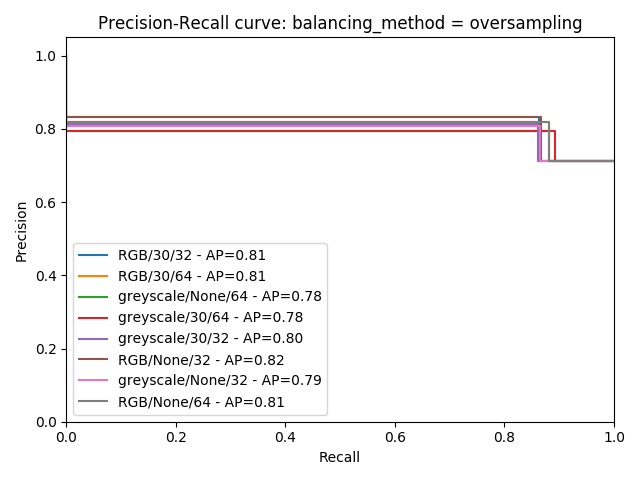 Precision-Recall curve: balancing_method = oversampling
1.0
0.8
0.6
0.4
0.2
0.0
Precision
RGB/30/32 - AP=0.81
RGB/30/64 - AP=0.81
greyscale/None/64 - AP=0.78
greyscale/30/64 - AP=0.78
greyscale/30/32 - AP=0.80
RGB/None/32 - AP=0.82
greyscale/None/32 - AP=0.79
RGB/None/64 - AP=0.81
0.0 0.2 0.4 0.6 0.8 1.0
Recall